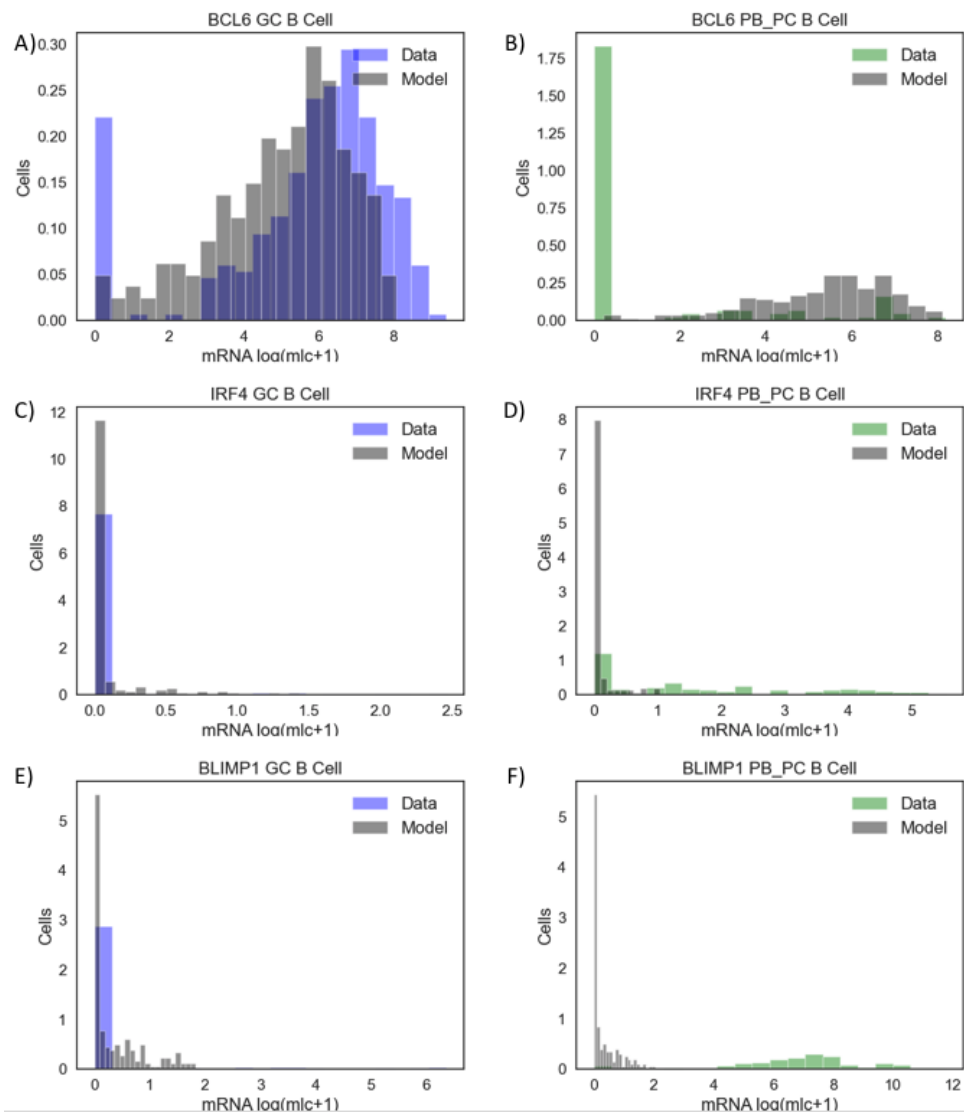 A)
BCL6 GC B Cell
Data
Model
0.30
0.25
0.20
0.15
0.10
0.05
0.00
Cells
0 2 4 6 8
mRNA log(mlc+1)
B)
BCL6 PB_PC B Cell
Data
Model
1.75
1.50
1.25
1.00
0.75
0.50
0.25
0.00
Cells
0 2 4 6 8
mRNA log(mlc+1)
C)
IRF4 GC B Cell
Data
Model
12
10
8
6
4
2
0
Cells
0.0 0.5 1.0 1.5 2.0 2.5
mRNA log(mlc+1)
D)
IRF4 PB_PC B Cell
Data
Model
8
7
6
5
4
3
2
1
0
Cells
0 1 2 3 4 5
mRNA log(mlc+1)
E)
BLIMP1 GC B Cell
Data
Model
5
4
3
2
1
0
Cells
0 1 2 3 4 5 6
mRNA log(mlc+1)
F)
BLIMP1 PB_PC B Cell
Data
Model
5
4
3
2
1
0
Cells
0 2 4 6 8 10 12
mRNA log(mlc+1)